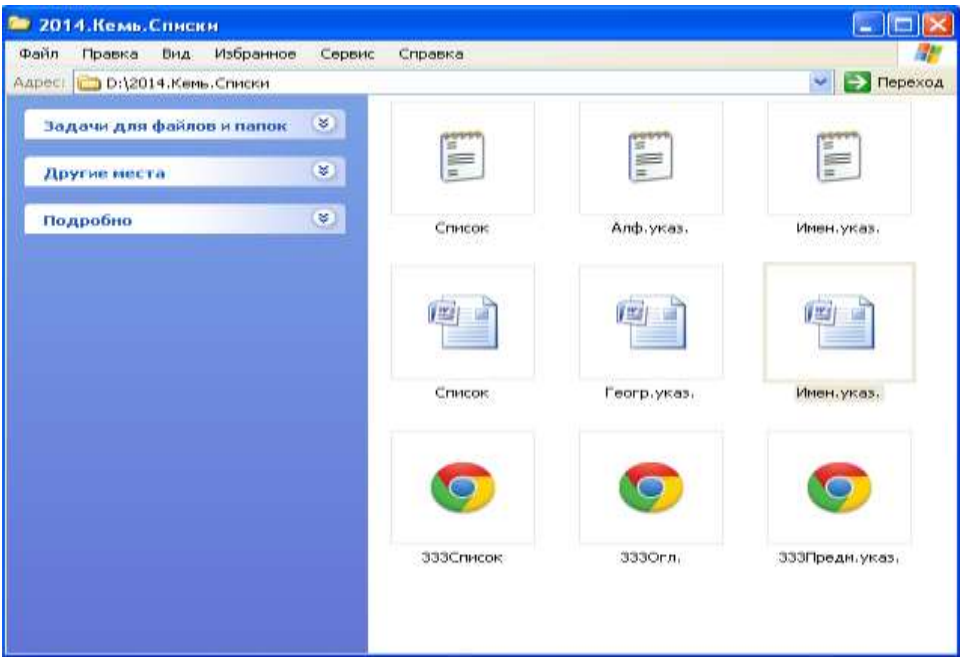 2014.Кемь.Списки
Файл Правка Вид Избранное Сервис Справка
Адрес: D:\2014.Кемь.Списки Переход
Задачи для файлов и папок
Другие места
Подробно
Список Алф.указ. Имен.указ.
Список Геогр.указ. Имен.указ.
333Список 333Огл. 333Предм.указ.